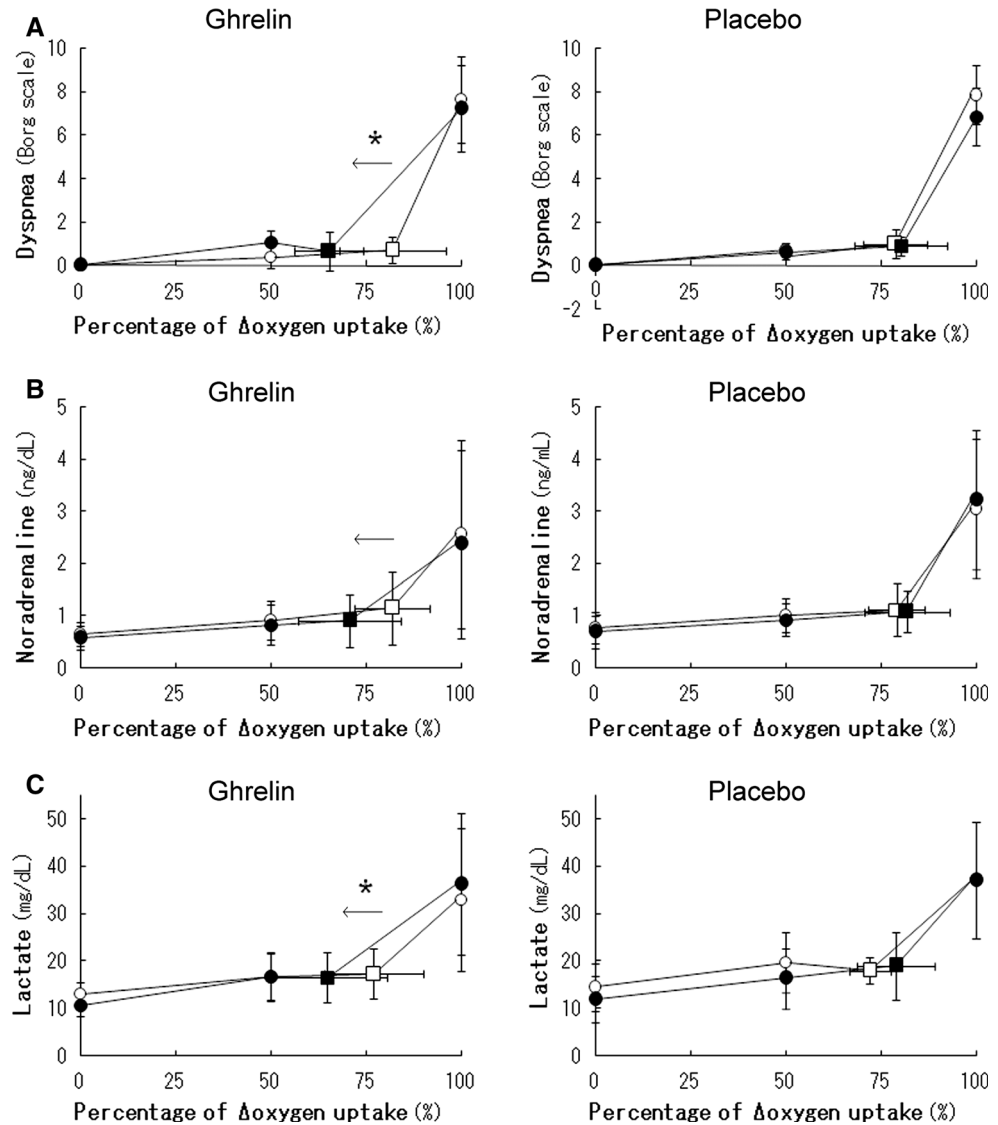 A
Ghrelin
Placebo
Dyspnea (Borg scale)
10
8
6
4
2
0
*
0 50 75 100
Percentage of Δoxygen uptake (%)
Dyspnea (Borg scale)
10
8
6
4
2
0
-2
0 50 75 100
Percentage of Δoxygen uptake (%)
B
Ghrelin
Placebo
Noradrenaline (ng/dL)
5
4
3
2
1
0
0 25 50 75 100
Percentage of Δoxygen uptake (%)
Noradrenaline (ng/mL)
5
4
3
2
1
0
0 25 50 75 100
Percentage of Δoxygen uptake (%)
C
Ghrelin
Placebo
Lactate (mg/dL)
50
40
30
20
10
0
*
0 25 50 75 100
Percentage of Δoxygen uptake (%)
Lactate (mg/dL)
50
40
30
20
10
0
0 25 50 75 100
Percentage of Δoxygen uptake (%)